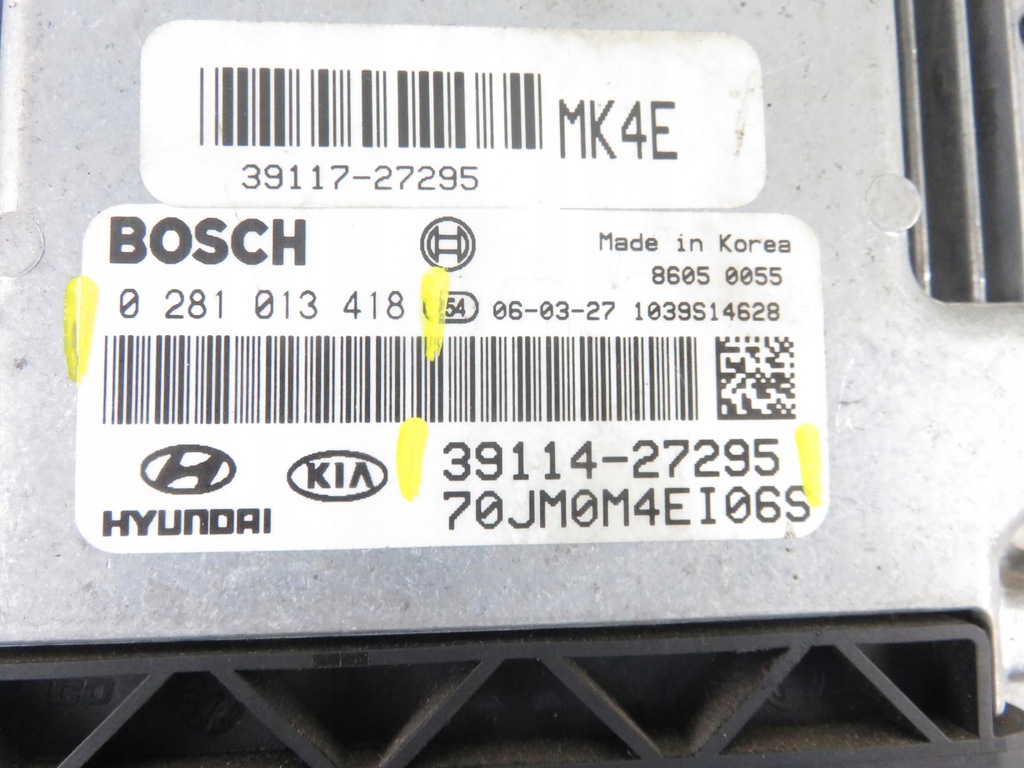 MK4E
39117-27295
BOSCH
Made in Korea
8605 0055
0 281 013 418 54 06-03-27 1039S14628
39114-27295
KIA
HYUNDAI
70JM0M4EI06S